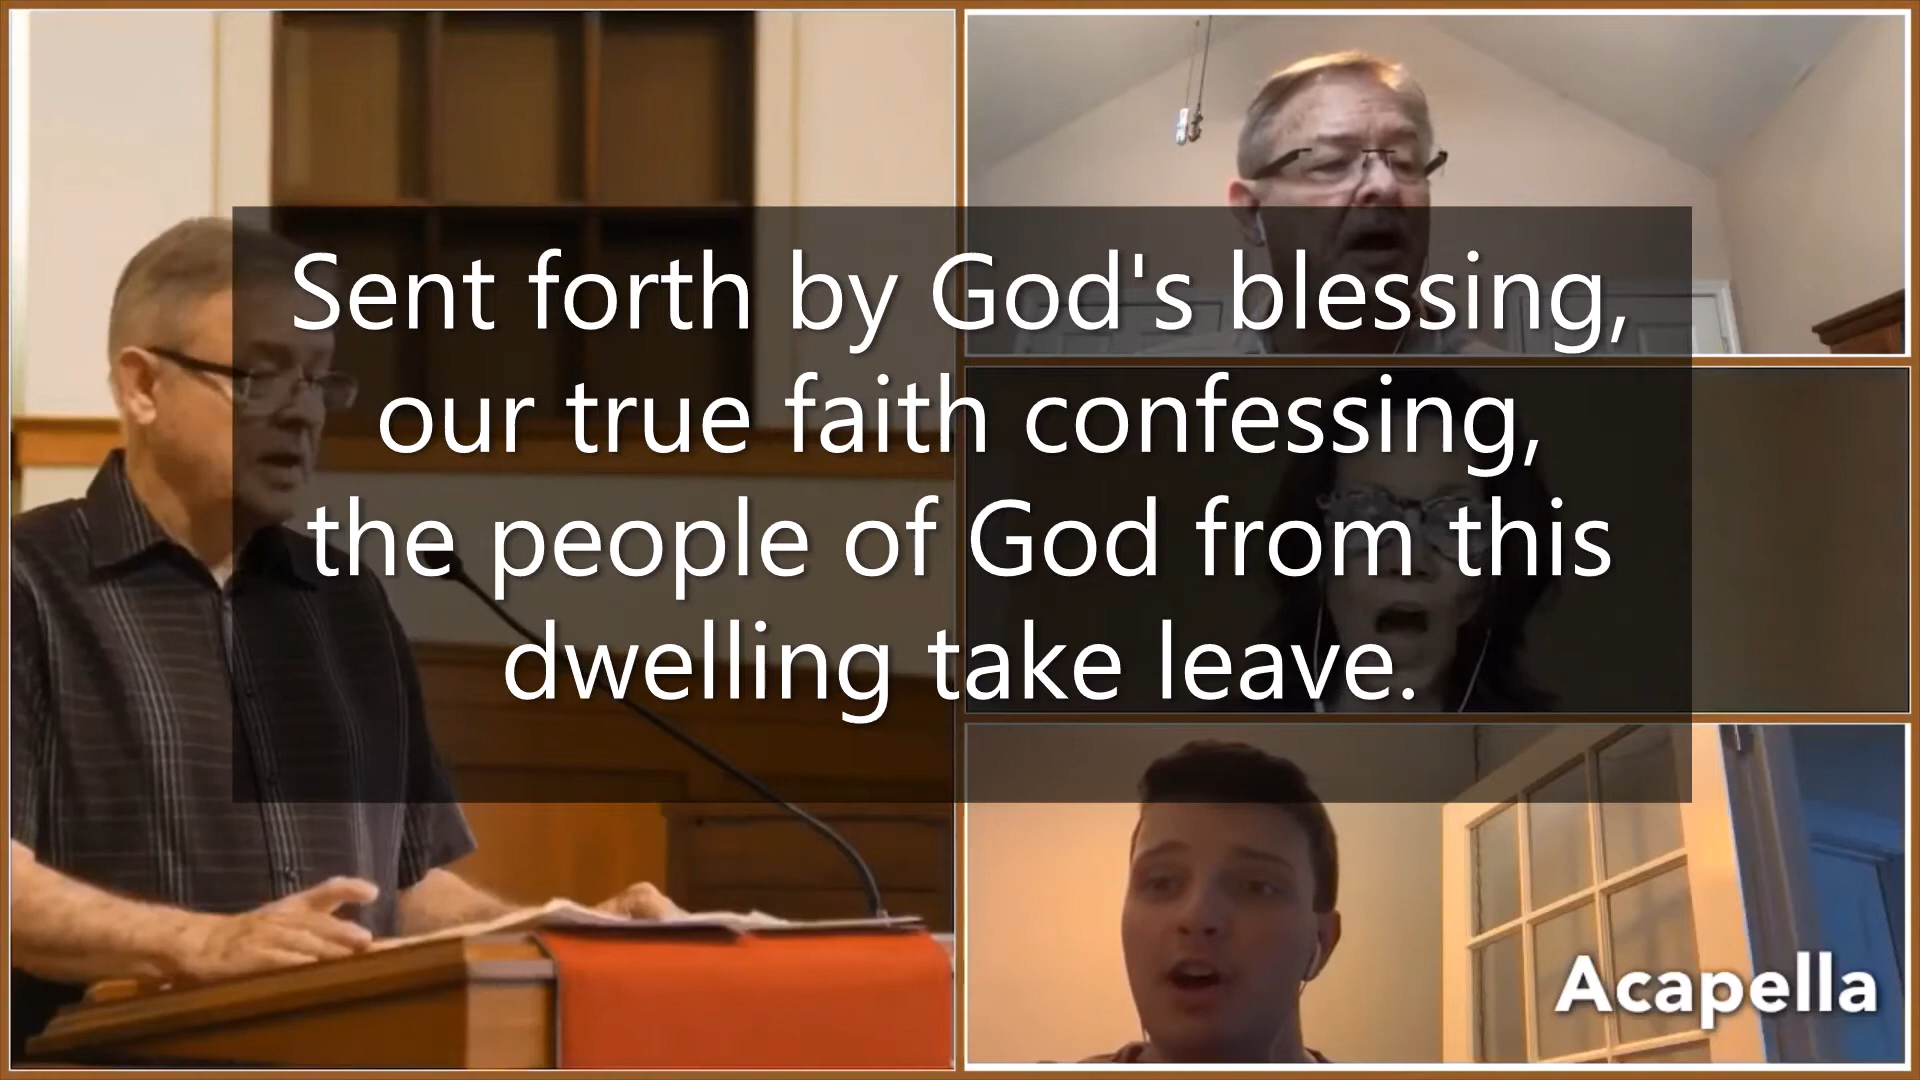 Sent forth by God's blessing,
our true faith confessing,
the people of God from this
dwelling take leave.
Acapella